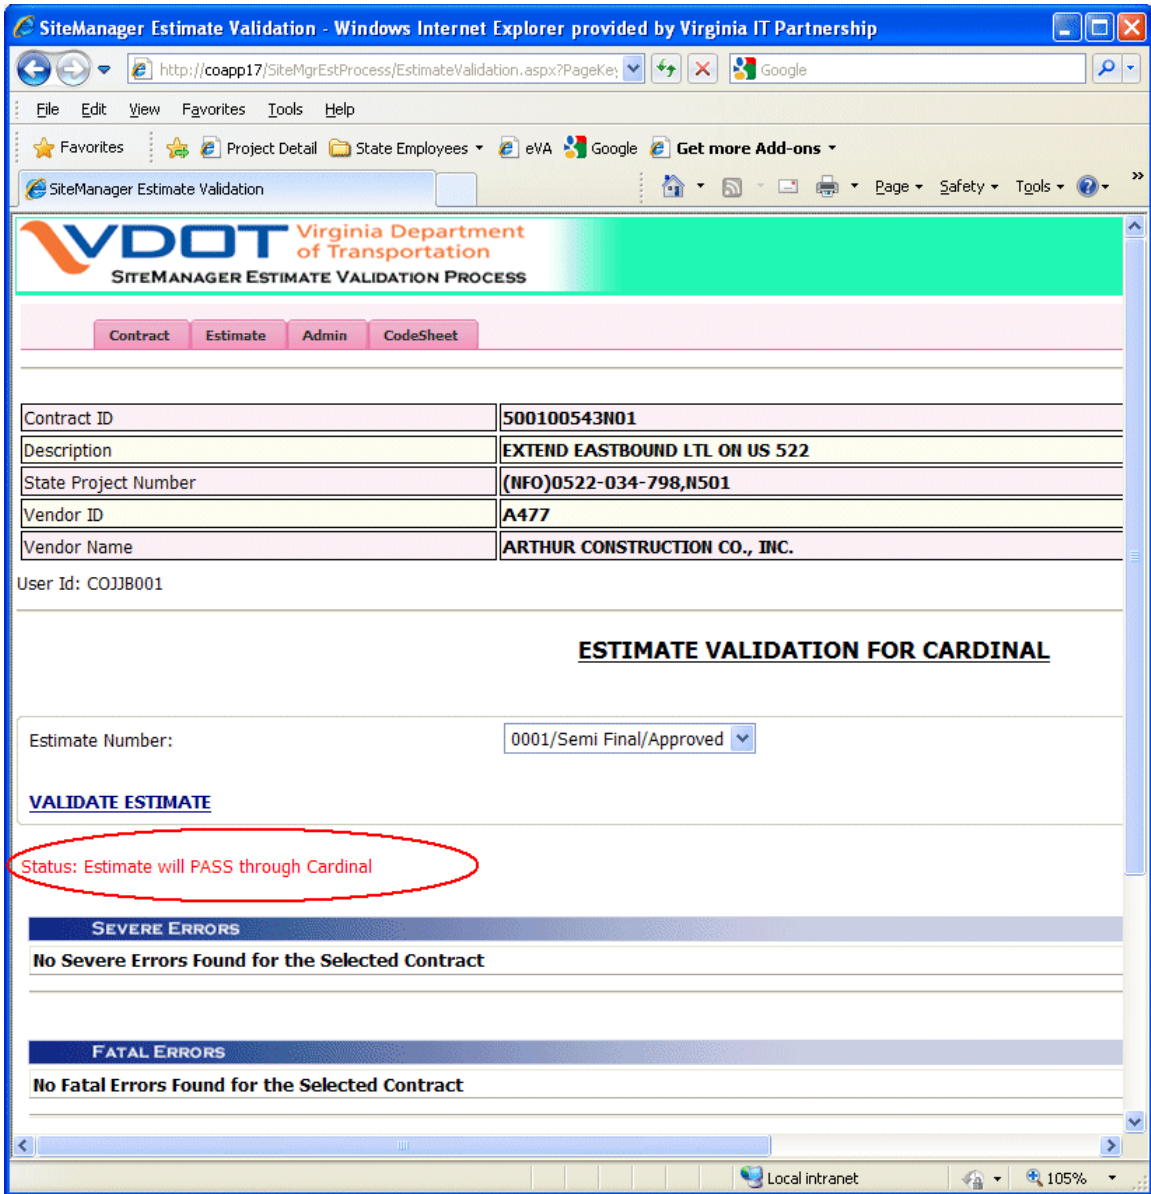 SiteManager Estimate Validation - Windows Internet Explorer provided by Virginia IT Partnership
http://coapp17/SiteMgrEstProcess/EstimateValidation.aspx?PageKey
Google
File Edit View Favorites Tools Help
Favorites Project Detail State Employees eVA Google Get more Add-ons
SiteManager Estimate Validation Page Safety Tools
VDOT Virginia Department
of Transportation
SITEMANAGER ESTIMATE VALIDATION PROCESS
Contract Estimate Admin CodeSheet
Contract ID 500100543N01
Description EXTEND EASTBOUND LTL ON US 522
State Project Number (NFO)0522-034-798,N501
Vendor ID A477
Vendor Name ARTHUR CONSTRUCTION CO., INC.
User Id: COJJB001
ESTIMATE VALIDATION FOR CARDINAL
Estimate Number: 0001/Semi Final/Approved
VALIDATE ESTIMATE
Status: Estimate will PASS through Cardinal
SEVERE ERRORS
No Severe Errors Found for the Selected Contract
FATAL ERRORS
No Fatal Errors Found for the Selected Contract
Local intranet 105%